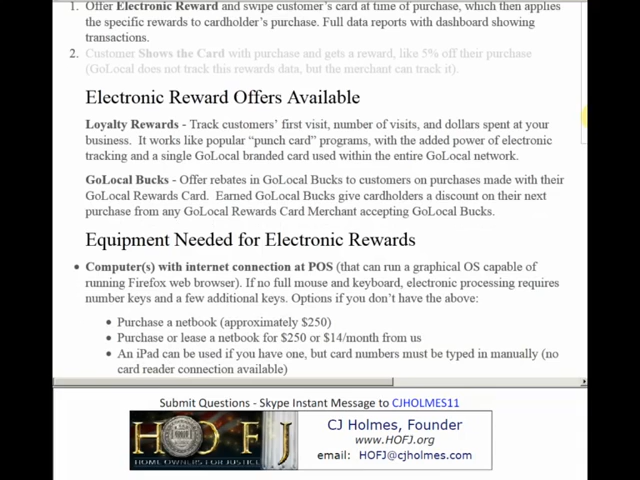 1. Offer Electronic Reward and swipe customer's card at time of purchase, which then applies
the specific rewards to cardholder's purchase. Full data reports with dashboard showing
transactions.
2. Customer Shows the Card with purchase and gets a reward, like 5% off their purchase
(GoLocal does not track this rewards data, but the merchant can track it).
Electronic Reward Offers Available
Loyalty Rewards - Track customers' first visit, number of visits, and dollars spent at your
business. It works like popular "punch card" programs, with the added power of electronic
tracking and a single GoLocal branded card used within the entire GoLocal network.
GoLocal Bucks - Offer rebates in GoLocal Bucks to customers on purchases made with their
GoLocal Rewards Card. Earned GoLocal Bucks give cardholders a discount on their next
purchase from any GoLocal Rewards Card Merchant accepting GoLocal Bucks.
Equipment Needed for Electronic Rewards
• Computer(s) with internet connection at POS (that can run a graphical OS capable of
running Firefox web browser). If no full mouse and keyboard, electronic processing requires
number keys and a few additional keys. Options if you don't have the above:
• Purchase a netbook (approximately $250)
• Purchase or lease a netbook for $250 or $14/month from us
• An iPad can be used if you have one, but card numbers must be typed in manually (no
card reader connection available)
Submit Questions - Skype Instant Message to CJHOLMES11
HOFJ
HOME OWNERS FOR JUSTICE
CJ Holmes, Founder
www.HOFJ.org
email: HOFJ@cjholmes.com